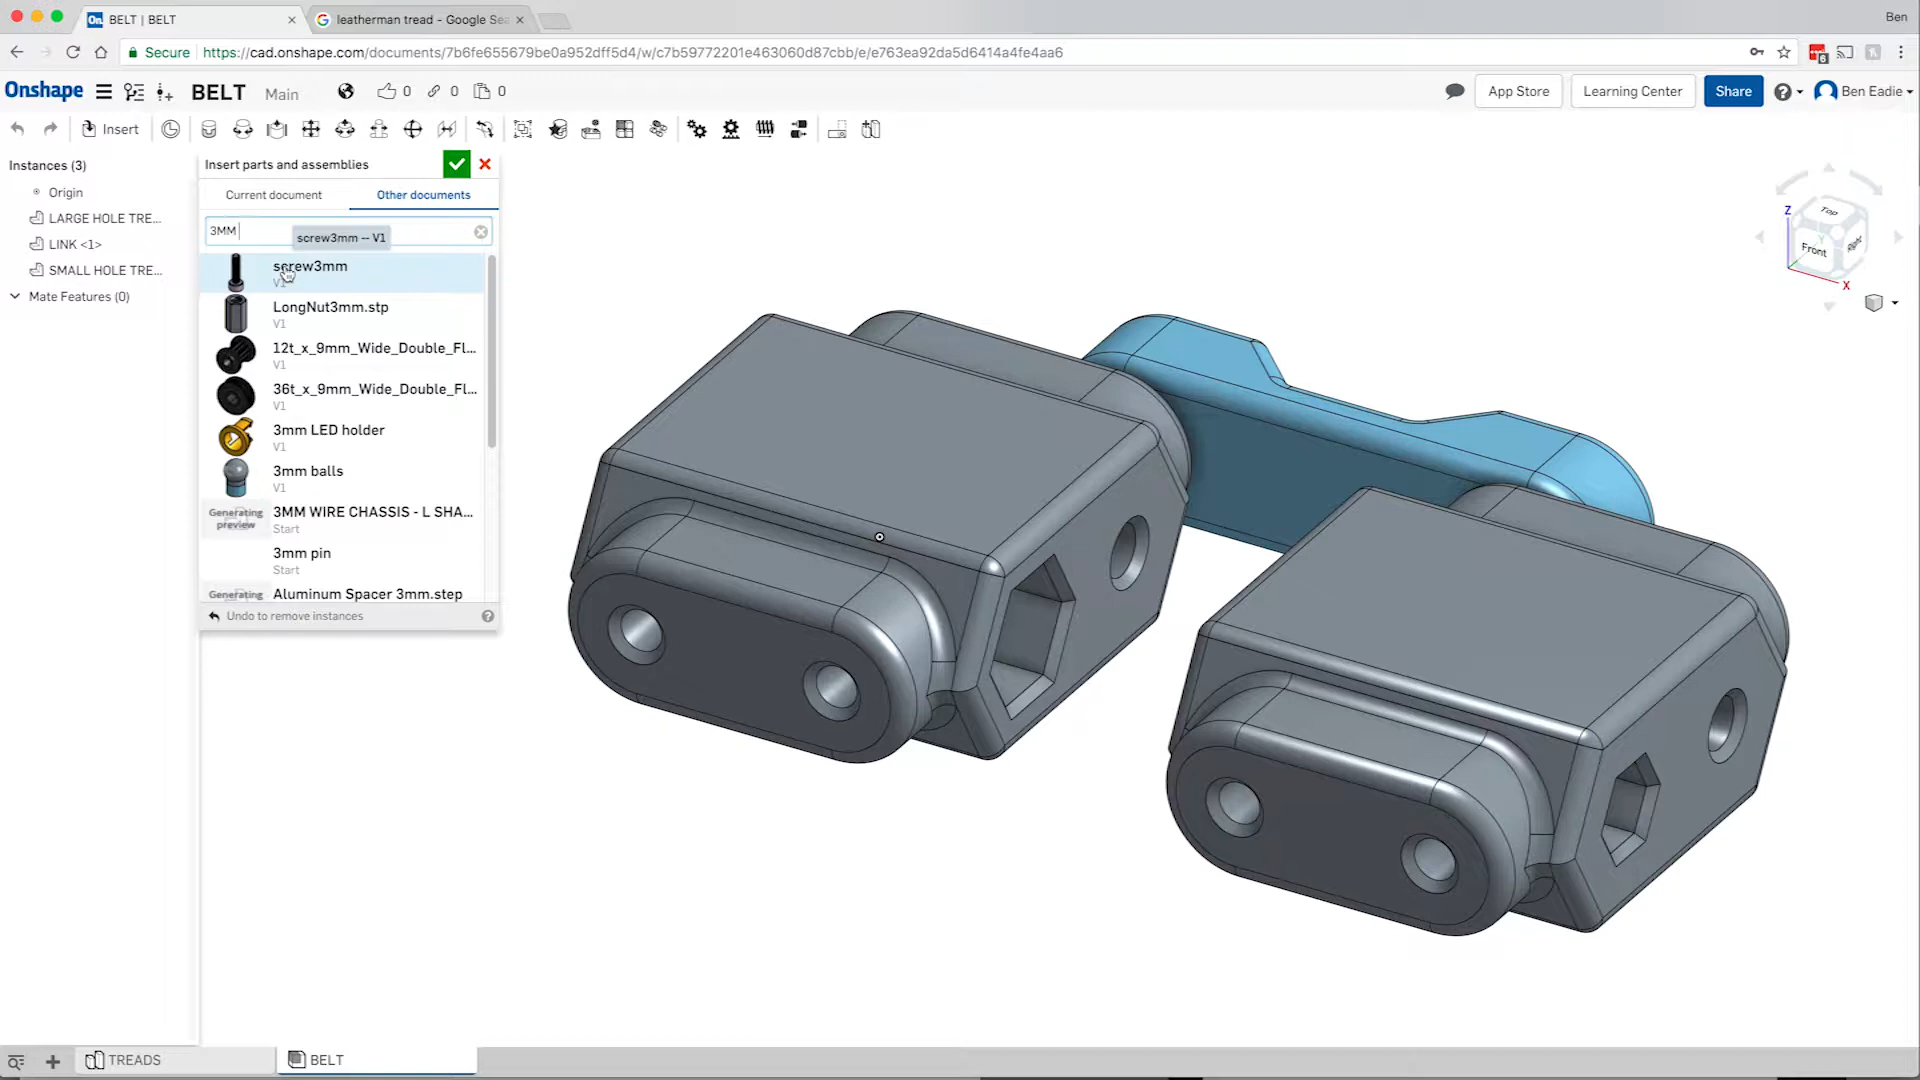 BELT | BELT
leatherman tread - Google Sea
Ben
Secure
https://cad.onshape.com/documents/7b6fe655679be0a952dff5d4/w/c7b59772201e463060d87cbb/e/e763ea92da5d6414a4fe4aa6
6
Onshape
BELT
Main
0
0
0
App Store
Learning Center
Share
Ben Eadie
Insert
Instances (3)
Origin
LARGE HOLE TRE...
LINK <1>
SMALL HOLE TRE...
Mate Features (0)
Insert parts and assemblies
Current document
Other documents
3MM
screw3mm -- V1
screw3mm
V1
LongNut3mm.stp
V1
12t_x_9mm_Wide_Double_Fl...
V1
36t_x_9mm_Wide_Double_Fl...
V1
3mm LED holder
V1
3mm balls
V1
Generating preview
3MM WIRE CHASSIS - L SHA...
Start
3mm pin
Start
Generating
Aluminum Spacer 3mm.step
Undo to remove instances
Z
Top
Y
Front
Right
X
TREADS
BELT